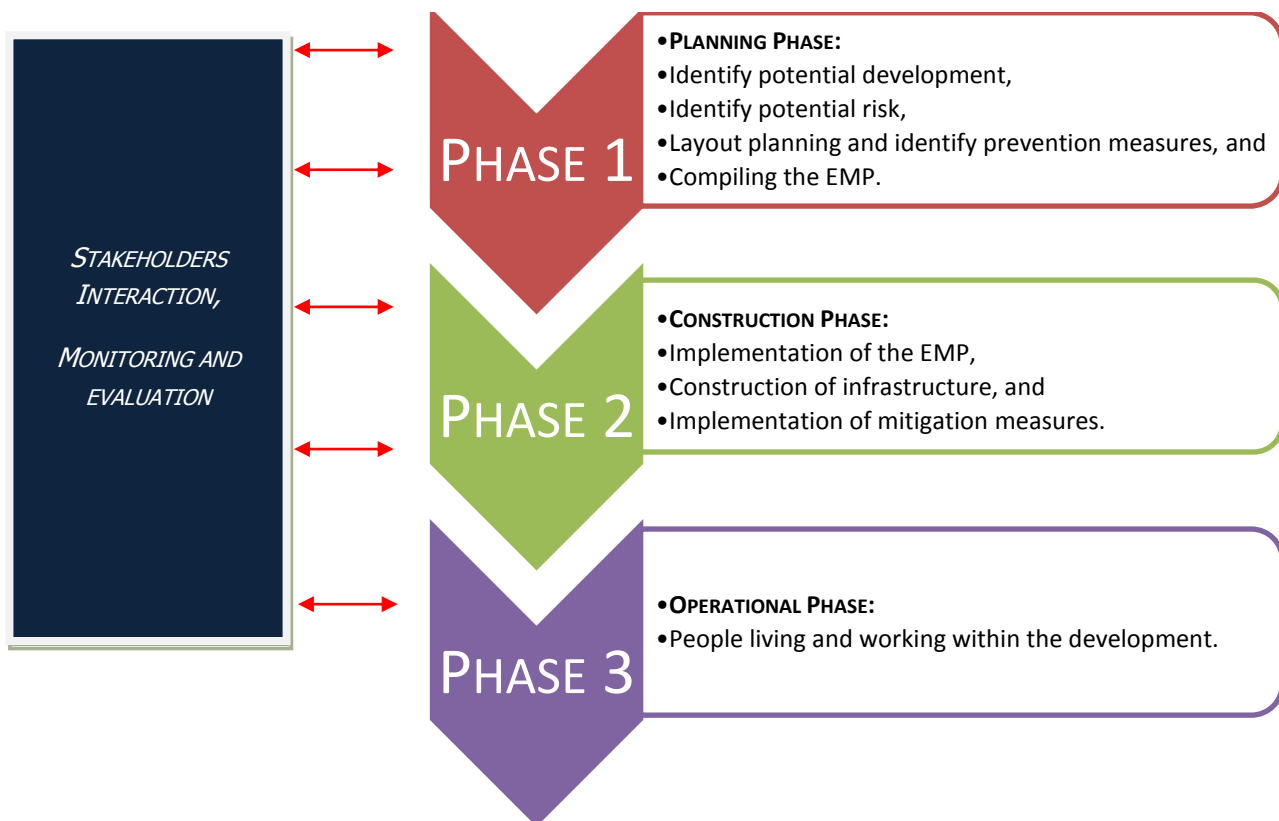 STAKEHOLDERS
INTERACTION,
MONITORING AND
EVALUATION
PHASE 1
•PLANNING PHASE:
•Identify potential development,
•Identify potential risk,
•Layout planning and identify prevention measures, and
•Compiling the EMP.
PHASE 2
•CONSTRUCTION PHASE:
•Implementation of the EMP,
•Construction of infrastructure, and
•Implementation of mitigation measures.
PHASE 3
•OPERATIONAL PHASE:
•People living and working within the development.